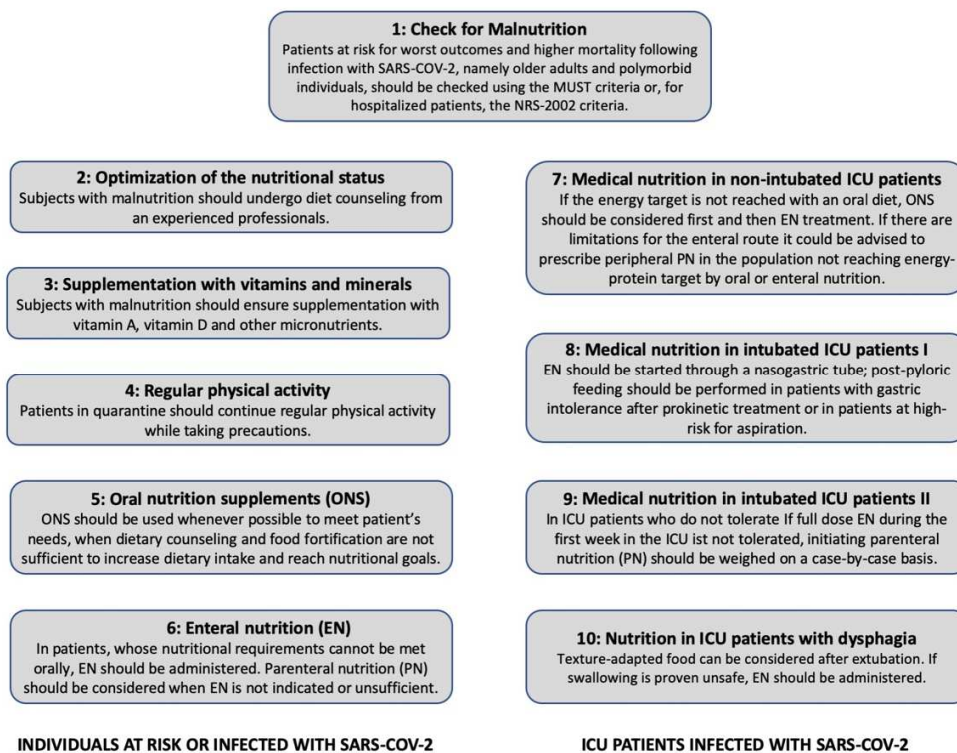 1: Check for Malnutrition
Patients at risk for worst outcomes and higher mortality following
infection with SARS-COV-2, namely older adults and polymorbid
individuals, should be checked using the MUST criteria or, for
hospitalized patients, the NRS-2002 criteria.
2: Optimization of the nutritional status
Subjects with malnutrition should undergo diet counseling from
an experienced professionals.
3: Supplementation with vitamins and minerals
Subjects with malnutrition should ensure supplementation with
vitamin A, vitamin D and other micronutrients.
4: Regular physical activity
Patients in quarantine should continue regular physical activity
while taking precautions.
5: Oral nutrition supplements (ONS)
ONS should be used whenever possible to meet patient's
needs, when dietary counseling and food fortification are not
sufficient to increase dietary intake and reach nutritional goals.
6: Enteral nutrition (EN)
In patients, whose nutritional requirements cannot be met
orally, EN should be administered. Parenteral nutrition (PN)
should be considered when EN is not indicated or unsufficient.
INDIVIDUALS AT RISK OR INFECTED WITH SARS-COV-2
7: Medical nutrition in non-intubated ICU patients
If the energy target is not reached with an oral diet, ONS
should be considered first and then EN treatment. If there are
limitations for the enteral route it could be advised to
prescribe peripheral PN in the population not reaching energy-
protein target by oral or enteral nutrition.
8: Medical nutrition in intubated ICU patients I
EN should be started through a nasogastric tube; post-pyloric
feeding should be performed in patients with gastric
intolerance after prokinetic treatment or in patients at high-
risk for aspiration.
9: Medical nutrition in intubated ICU patients II
In ICU patients who do not tolerate If full dose EN during the
first week in the ICU ist not tolerated, initiating parenteral
nutrition (PN) should be weighed on a case-by-case basis.
10: Nutrition in ICU patients with dysphagia
Texture-adapted food can be considered after extubation. If
swallowing is proven unsafe, EN should be administered.
ICU PATIENTS INFECTED WITH SARS-COV-2